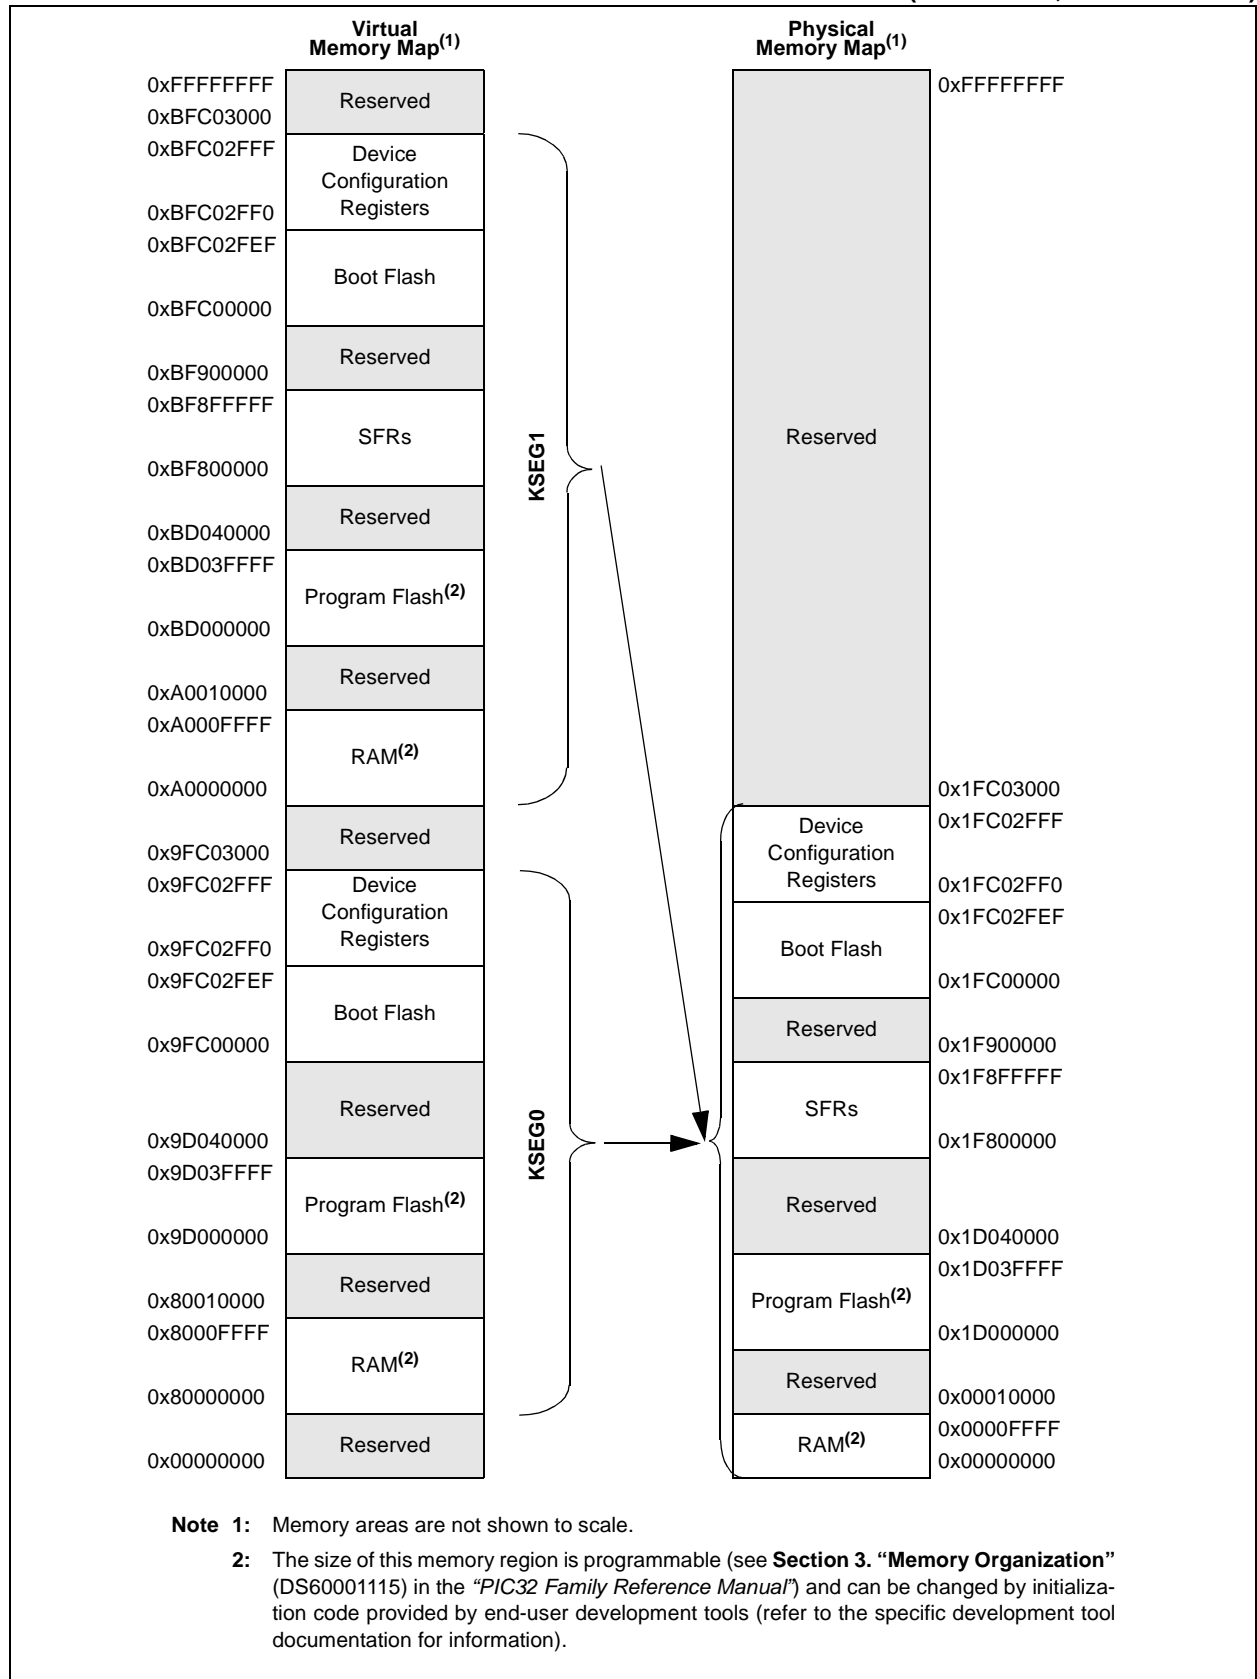 Virtual
Memory Map(1)
Physical
Memory Map(1)
0xFFFFFFFF
Reserved
0xBFC03000
0xBFC02FFF
Device
Configuration
Registers
0xBFC02FF0
0xBFC02FEF
Boot Flash
0xBFC00000
Reserved
0xBF900000
0xBF8FFFFF
SFRs
0xBF800000
Reserved
0xBD040000
0xBD03FFFF
Program Flash(2)
0xBD000000
Reserved
0xA0010000
0xA000FFFF
RAM(2)
0xA0000000
Reserved
0x9FC03000
0x9FC02FFF
Device
Configuration
Registers
0x9FC02FF0
0x9FC02FEF
Boot Flash
0x9FC00000
Reserved
0x9D040000
0x9D03FFFF
Program Flash(2)
0x9D000000
Reserved
0x80010000
0x8000FFFF
RAM(2)
0x80000000
Reserved
0x00000000
KSEG1
KSEG0
0xFFFFFFFF
Reserved
0x1FC03000
0x1FC02FFF
Device
Configuration
Registers
0x1FC02FF0
0x1FC02FEF
Boot Flash
0x1FC00000
Reserved
0x1F900000
0x1F8FFFFF
SFRs
0x1F800000
Reserved
0x1D040000
0x1D03FFFF
Program Flash(2)
0x1D000000
Reserved
0x00010000
0x0000FFFF
RAM(2)
0x00000000
Note 1: Memory areas are not shown to scale.
2: The size of this memory region is programmable (see Section 3. “Memory Organization”
(DS60001115) in the “PIC32 Family Reference Manual”) and can be changed by initializa-
tion code provided by end-user development tools (refer to the specific development tool
documentation for information).